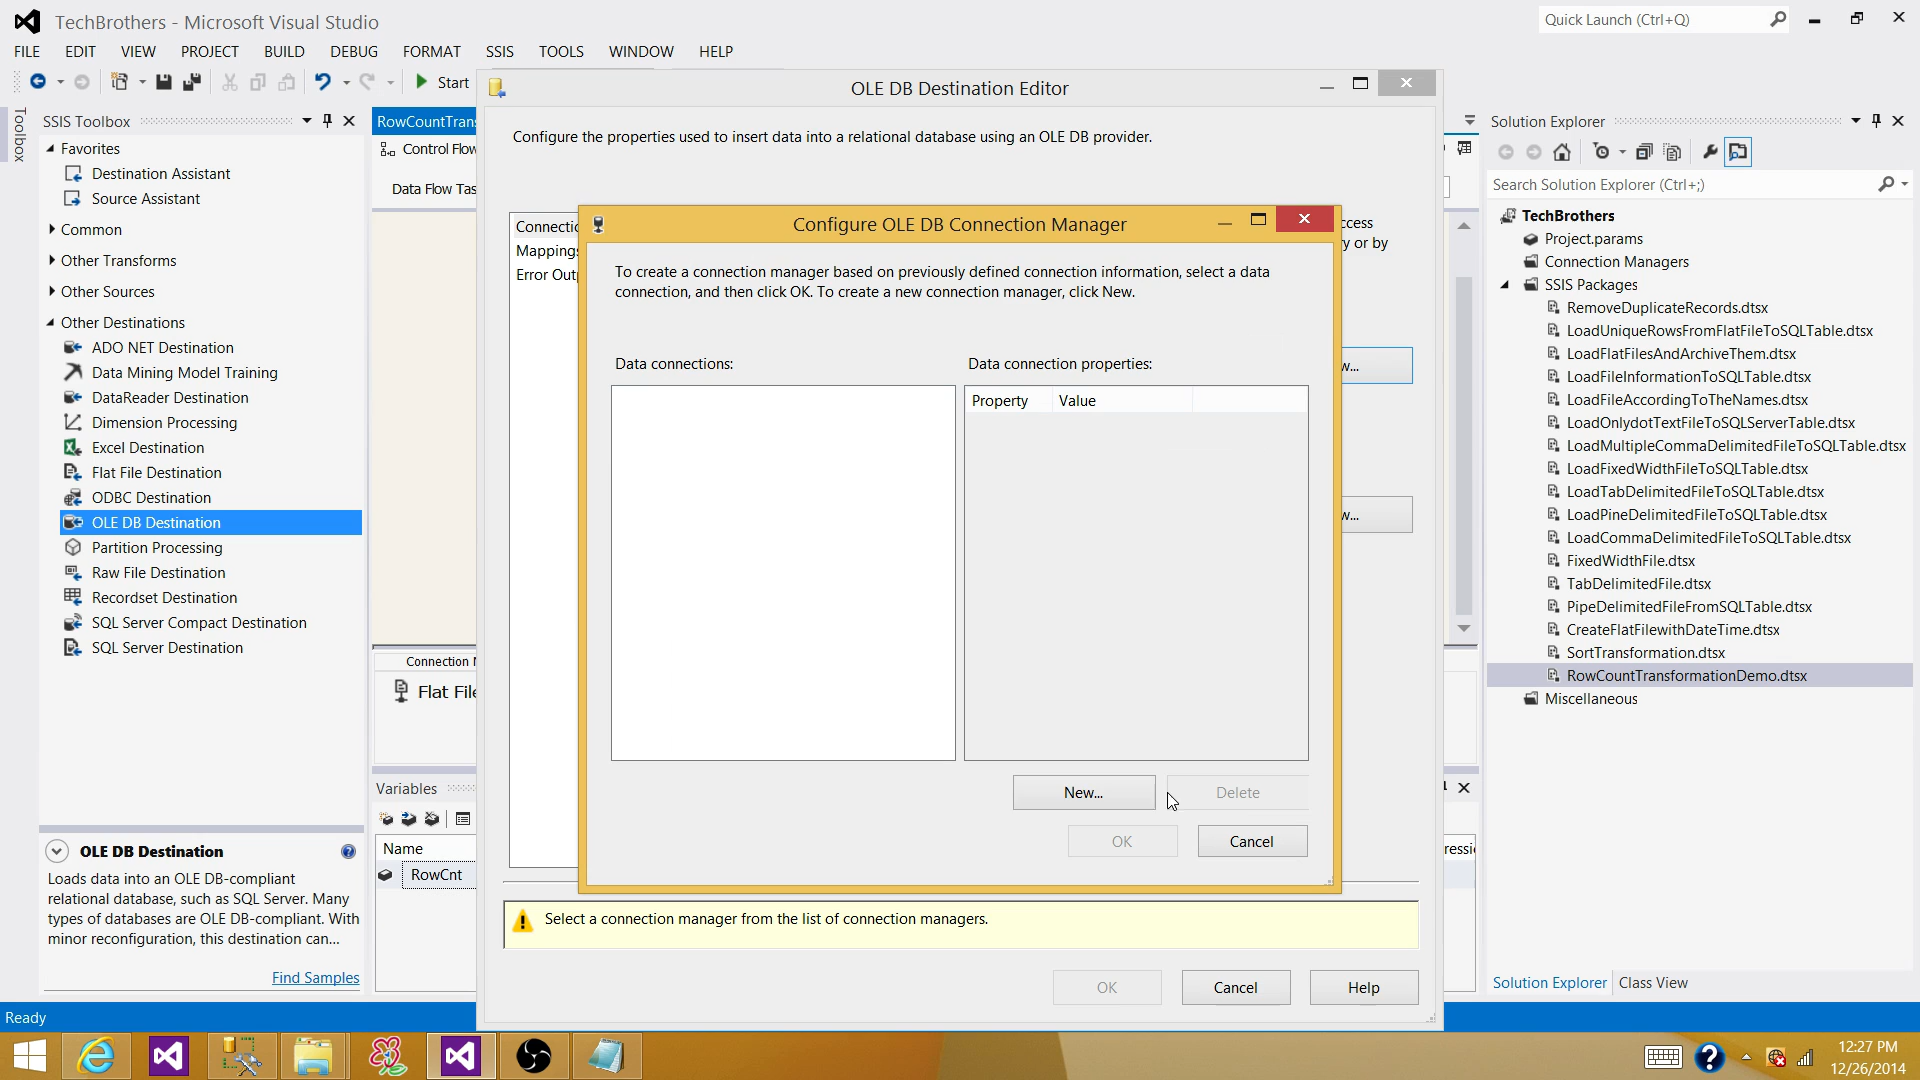 TechBrothers - Microsoft Visual Studio
Quick Launch (Ctrl+Q)
FILE EDIT VIEW PROJECT BUILD DEBUG FORMAT SSIS TOOLS WINDOW HELP
Start
Toolbox
SSIS Toolbox
Favorites
Destination Assistant
Source Assistant
Common
Other Transforms
Other Sources
Other Destinations
ADO NET Destination
Data Mining Model Training
DataReader Destination
Dimension Processing
Excel Destination
Flat File Destination
ODBC Destination
OLE DB Destination
Partition Processing
Raw File Destination
Recordset Destination
SQL Server Compact Destination
SQL Server Destination
OLE DB Destination
Loads data into an OLE DB-compliant
relational database, such as SQL Server. Many
types of databases are OLE DB-compliant. With
minor reconfiguration, this destination can...
Find Samples
RowCountTrans
Control Flow
Data Flow Tas
Connection M
Flat File
Variables
Name
RowCnt
OLE DB Destination Editor
Configure the properties used to insert data into a relational database using an OLE DB provider.
Connectio
Mappings
Error Outp
ccess
y or by
w...
w...
Configure OLE DB Connection Manager
To create a connection manager based on previously defined connection information, select a data
connection, and then click OK. To create a new connection manager, click New.
Data connections:
Data connection properties:
Property Value
New...
Delete
OK
Cancel
Select a connection manager from the list of connection managers.
OK
Cancel
Help
ressi
Solution Explorer
Search Solution Explorer (Ctrl+;)
TechBrothers
Project.params
Connection Managers
SSIS Packages
RemoveDuplicateRecords.dtsx
LoadUniqueRowsFromFlatFileToSQLTable.dtsx
LoadFlatFilesAndArchiveThem.dtsx
LoadFileInformationToSQLTable.dtsx
LoadFileAccordingToTheNames.dtsx
LoadOnlydotTextFileToSQLServerTable.dtsx
LoadMultipleCommaDelimitedFileToSQLTable.dtsx
LoadFixedWidthFileToSQLTable.dtsx
LoadTabDelimitedFileToSQLTable.dtsx
LoadPineDelimitedFileToSQLTable.dtsx
LoadCommaDelimitedFileToSQLTable.dtsx
FixedWidthFile.dtsx
TabDelimitedFile.dtsx
PipeDelimitedFileFromSQLTable.dtsx
CreateFlatFilewithDateTime.dtsx
SortTransformation.dtsx
RowCountTransformationDemo.dtsx
Miscellaneous
Solution Explorer
Class View
Ready
12:27 PM
12/26/2014